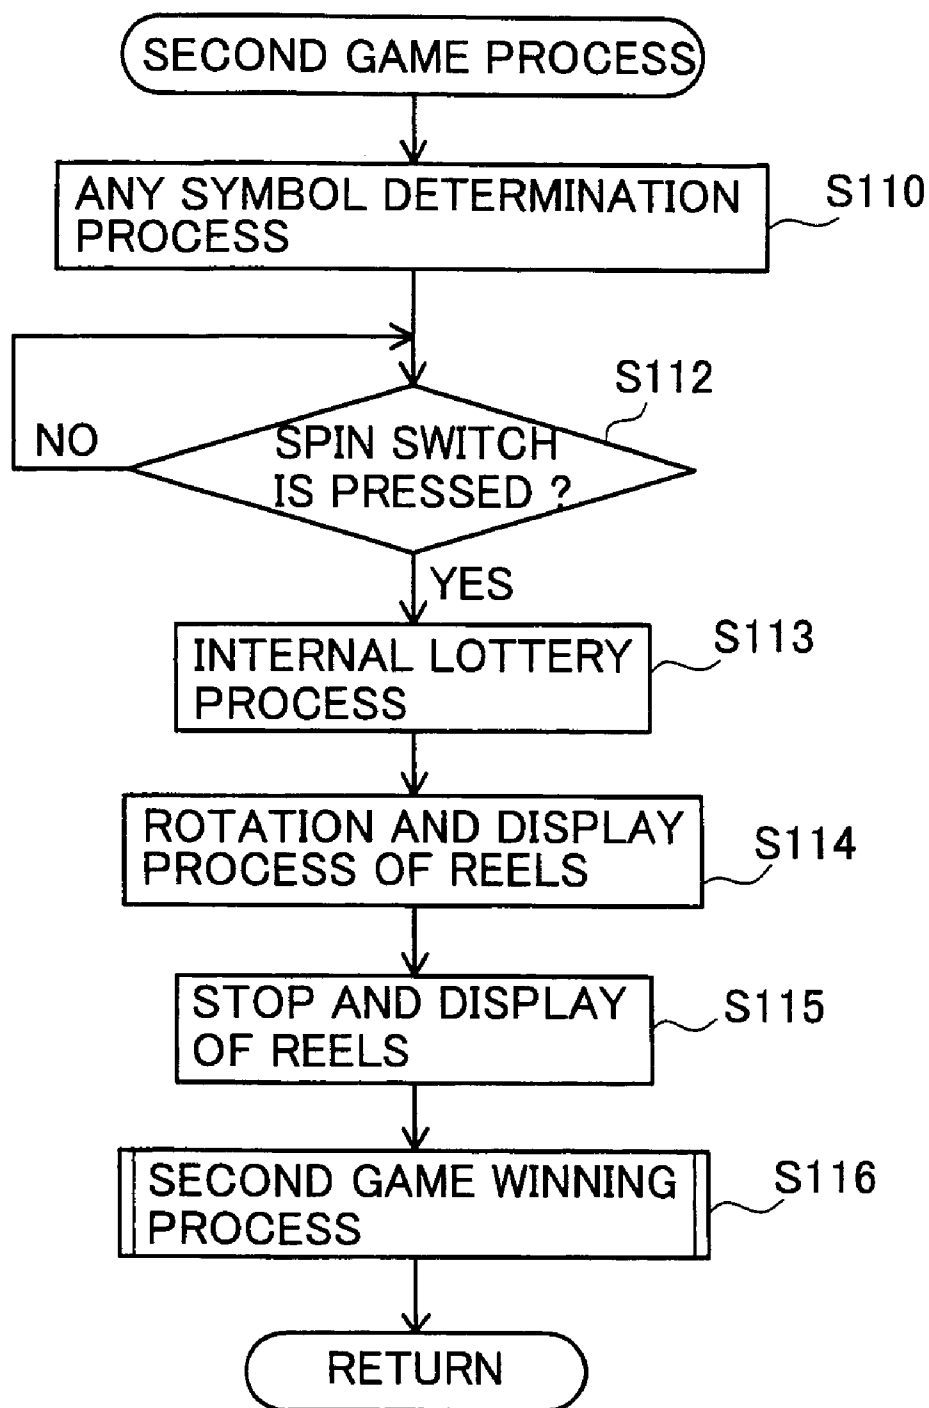 SECOND GAME PROCESS
ANY SYMBOL DETERMINATION
PROCESS
S110
S112
NO
SPIN SWITCH
IS PRESSED ?
YES
INTERNAL LOTTERY
PROCESS
S113
ROTATION AND DISPLAY
PROCESS OF REELS
S114
STOP AND DISPLAY
OF REELS
S115
SECOND GAME WINNING
PROCESS
S116
RETURN